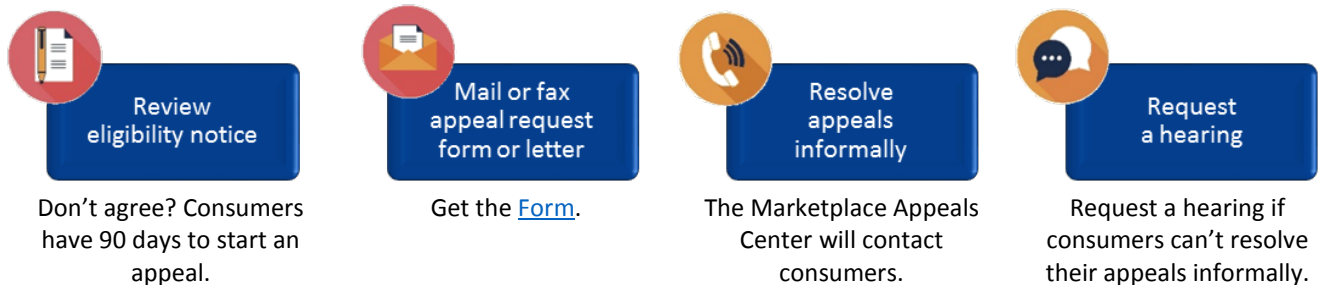 Review
eligibility notice
Don’t agree? Consumers
have 90 days to start an
appeal.
Mail or fax
appeal request
form or letter
Get the Form.
Resolve
appeals
informally
The Marketplace Appeals
Center will contact
consumers.
Request
a hearing
Request a hearing if
consumers can’t resolve
their appeals informally.